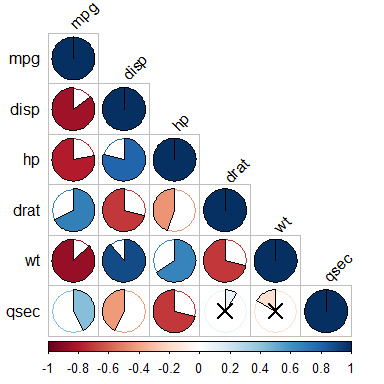 mpg
mpg
disp
disp
hp
hp
drat
drat
wt
wt
qsec
qsec
-1 -0.8 -0.6 -0.4 -0.2 0 0.2 0.4 0.6 0.8 1